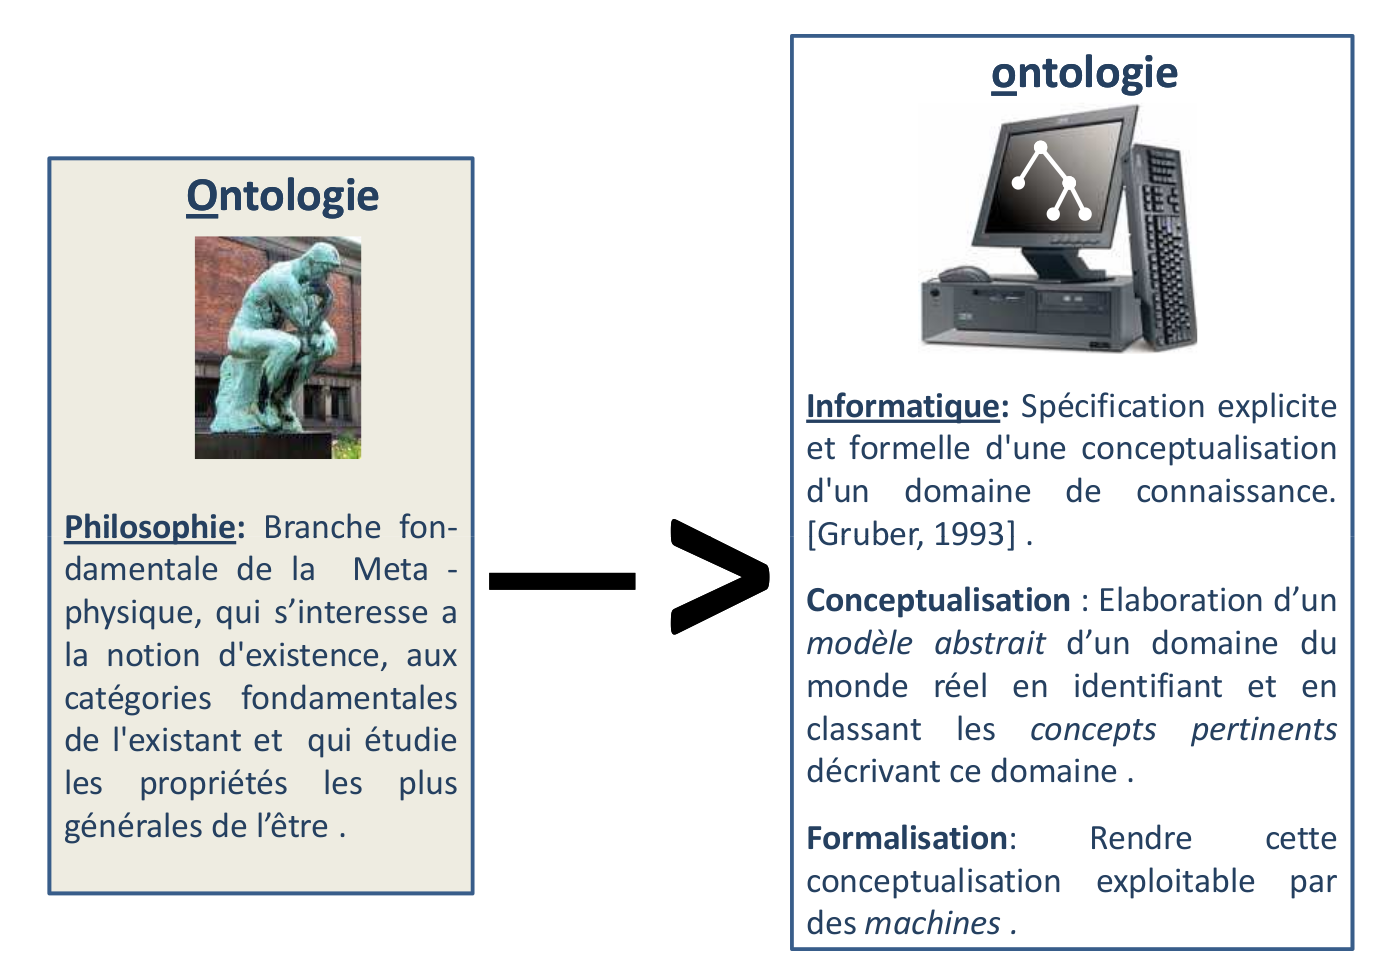 Ontologie
Philosophie: Branche fon-
damentale de la Meta -
physique, qui s’interesse a
la notion d'existence, aux
catégories fondamentales
de l'existant et qui étudie
les propriétés les plus
générales de l’être .
—>
ontologie
Informatique: Spécification explicite
et formelle d'une conceptualisation
d'un domaine de connaissance.
[Gruber, 1993] .
Conceptualisation : Elaboration d’un
modèle abstrait d’un domaine du
monde réel en identifiant et en
classant les concepts pertinents
décrivant ce domaine .
Formalisation: Rendre cette
conceptualisation exploitable par
des machines .